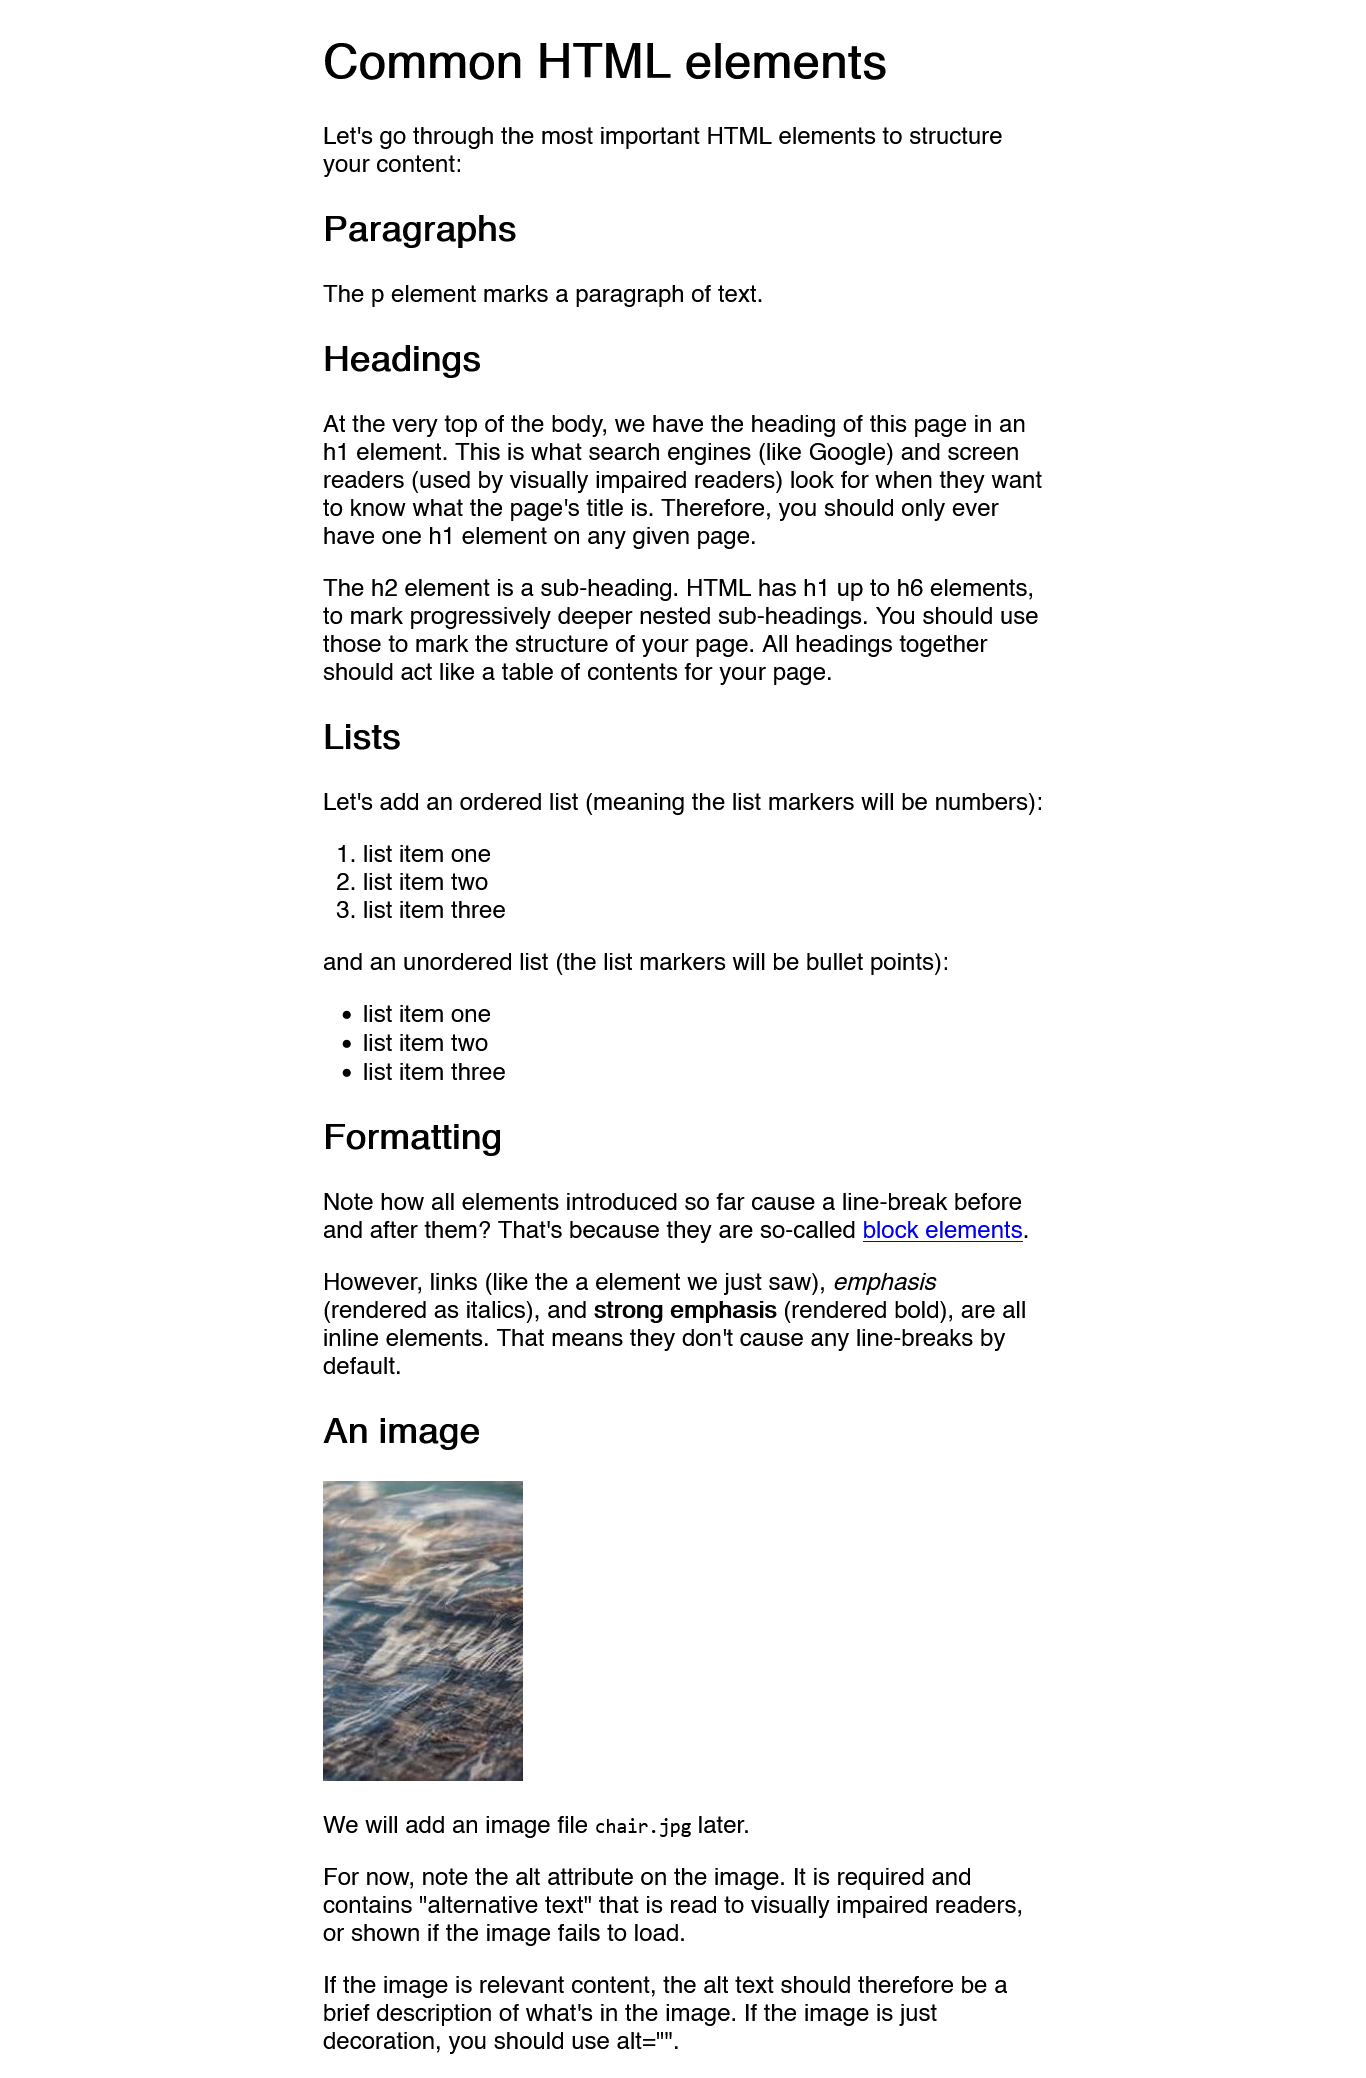 Common HTML elements
Let's go through the most important HTML elements to structure
your content:
Paragraphs
The p element marks a paragraph of text.
Headings
At the very top of the body, we have the heading of this page in an
h1 element. This is what search engines (like Google) and screen
readers (used by visually impaired readers) look for when they want
to know what the page's title is. Therefore, you should only ever
have one h1 element on any given page.
The h2 element is a sub-heading. HTML has h1 up to h6 elements,
to mark progressively deeper nested sub-headings. You should use
those to mark the structure of your page. All headings together
should act like a table of contents for your page.
Lists
Let's add an ordered list (meaning the list markers will be numbers):
1. list item one
2. list item two
3. list item three
and an unordered list (the list markers will be bullet points):
• list item one
• list item two
• list item three
Formatting
Note how all elements introduced so far cause a line-break before
and after them? That's because they are so-called block elements.
However, links (like the a element we just saw), emphasis
(rendered as italics), and strong emphasis (rendered bold), are all
inline elements. That means they don't cause any line-breaks by
default.
An image
We will add an image file chair.jpg later.
For now, note the alt attribute on the image. It is required and
contains "alternative text" that is read to visually impaired readers,
or shown if the image fails to load.
If the image is relevant content, the alt text should therefore be a
brief description of what's in the image. If the image is just
decoration, you should use alt="".